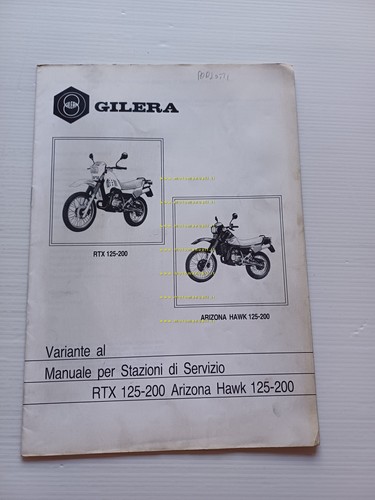 GILERA
RTX 125-200
ARIZONA HAWK 125-200
Variante al
Manuale per Stazioni di Servizio
RTX 125-200 Arizona Hawk 125-200